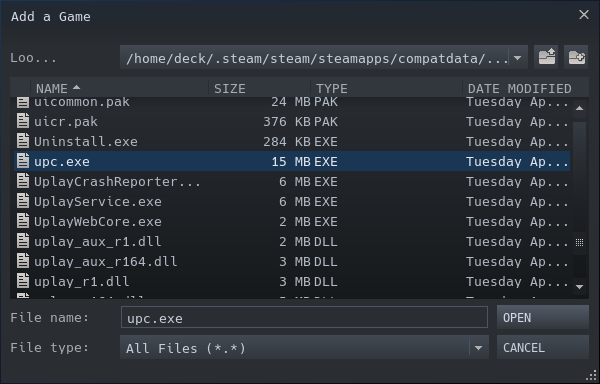 Add a Game
Loo... /home/deck/.steam/steam/steamapps/compatdata/...
NAME SIZE TYPE DATE MODIFIED
uicommon.pak 24 MB PAK Tuesday Ap...
uicr.pak 376 KB PAK Tuesday Ap...
Uninstall.exe 284 KB EXE Tuesday Ap...
upc.exe 15 MB EXE Tuesday Ap...
UplayCrashReporter... 6 MB EXE Tuesday Ap...
UplayService.exe 6 MB EXE Tuesday Ap...
UplayWebCore.exe 2 MB EXE Tuesday Ap...
uplay_aux_r1.dll 2 MB DLL Tuesday Ap...
uplay_aux_r164.dll 3 MB DLL Tuesday Ap...
uplay_r1.dll 3 MB DLL Tuesday Ap...
File name: upc.exe OPEN
File type: All Files (*.*) CANCEL